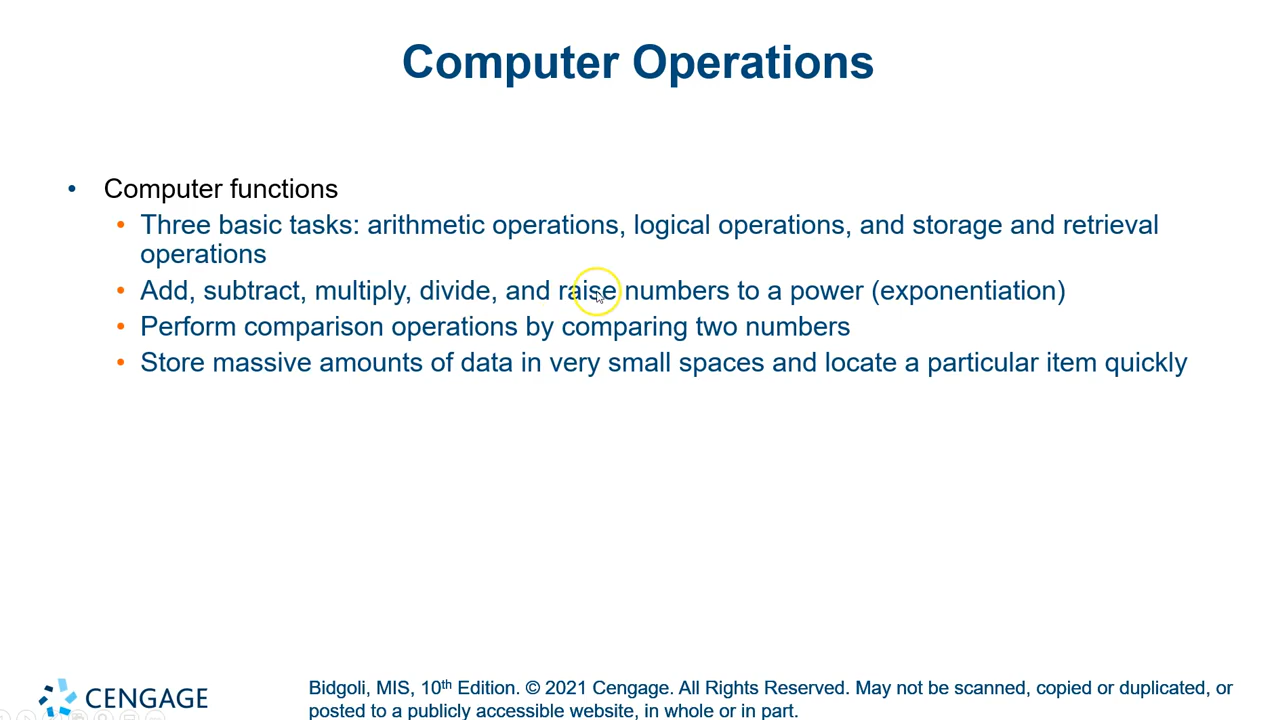 Computer Operations
• Computer functions
• Three basic tasks: arithmetic operations, logical operations, and storage and retrieval
operations
• Add, subtract, multiply, divide, and raise numbers to a power (exponentiation)
• Perform comparison operations by comparing two numbers
• Store massive amounts of data in very small spaces and locate a particular item quickly
CENGAGE
Bidgoli, MIS, 10th Edition. © 2021 Cengage. All Rights Reserved. May not be scanned, copied or duplicated, or
posted to a publicly accessible website, in whole or in part.